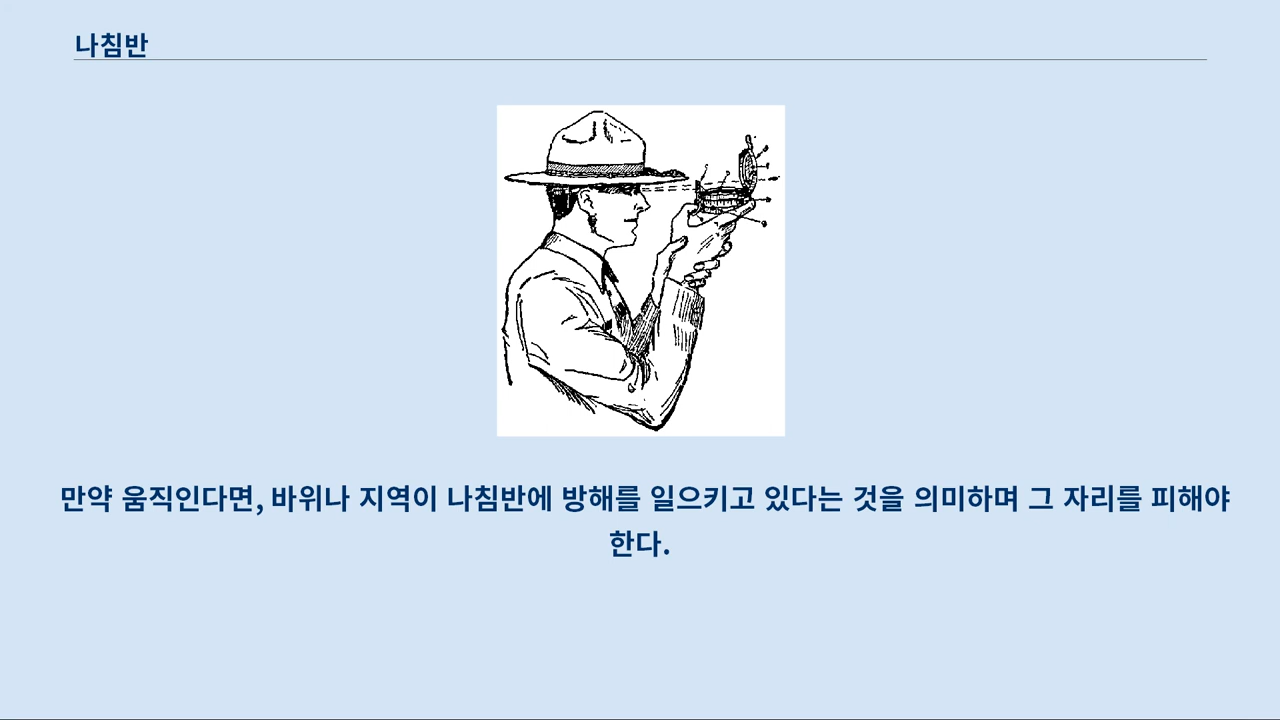 나침반
만약 움직인다면, 바위나 지역이 나침반에 방해를 일으키고 있다는 것을 의미하며 그 자리를 피해야
한다.